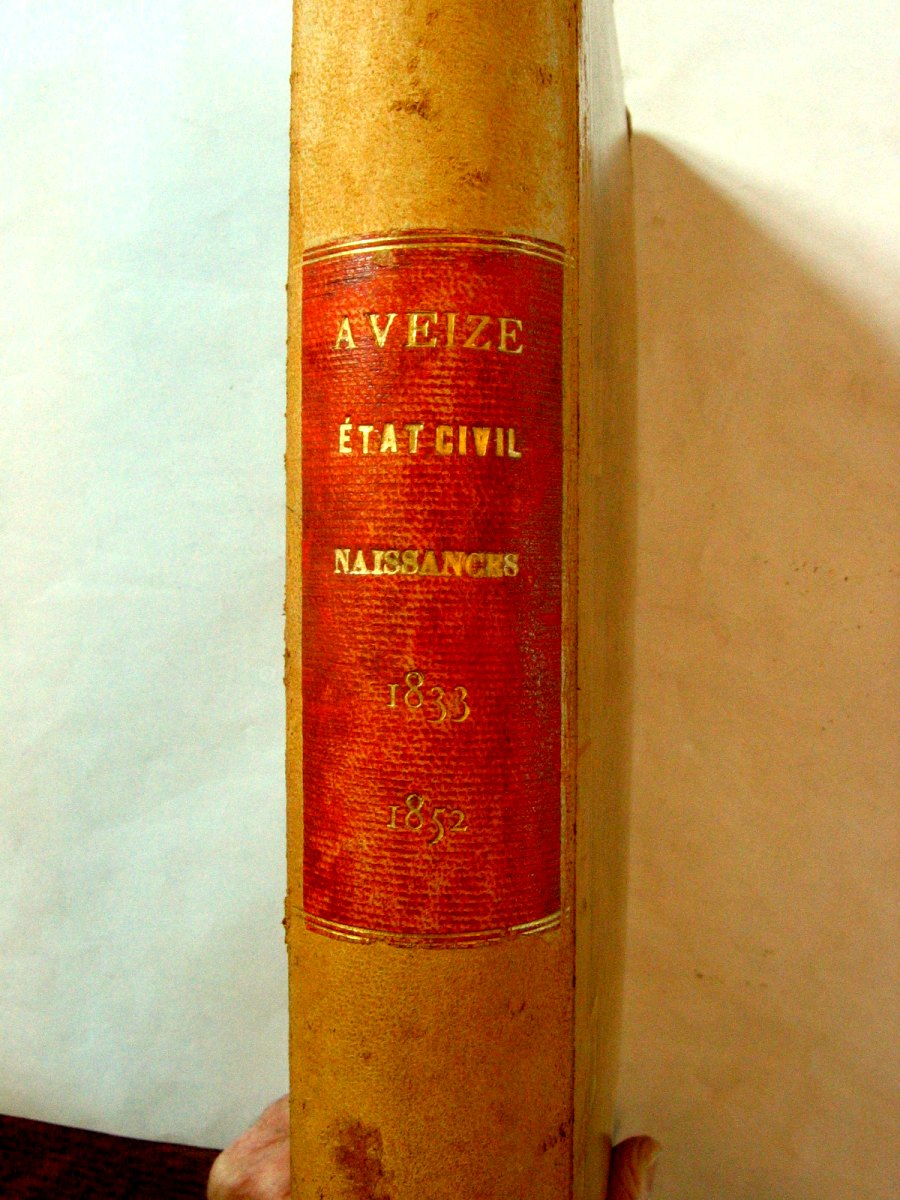 AVEIZE
ÉTAT CIVIL
NAISSANCES
1833
1852